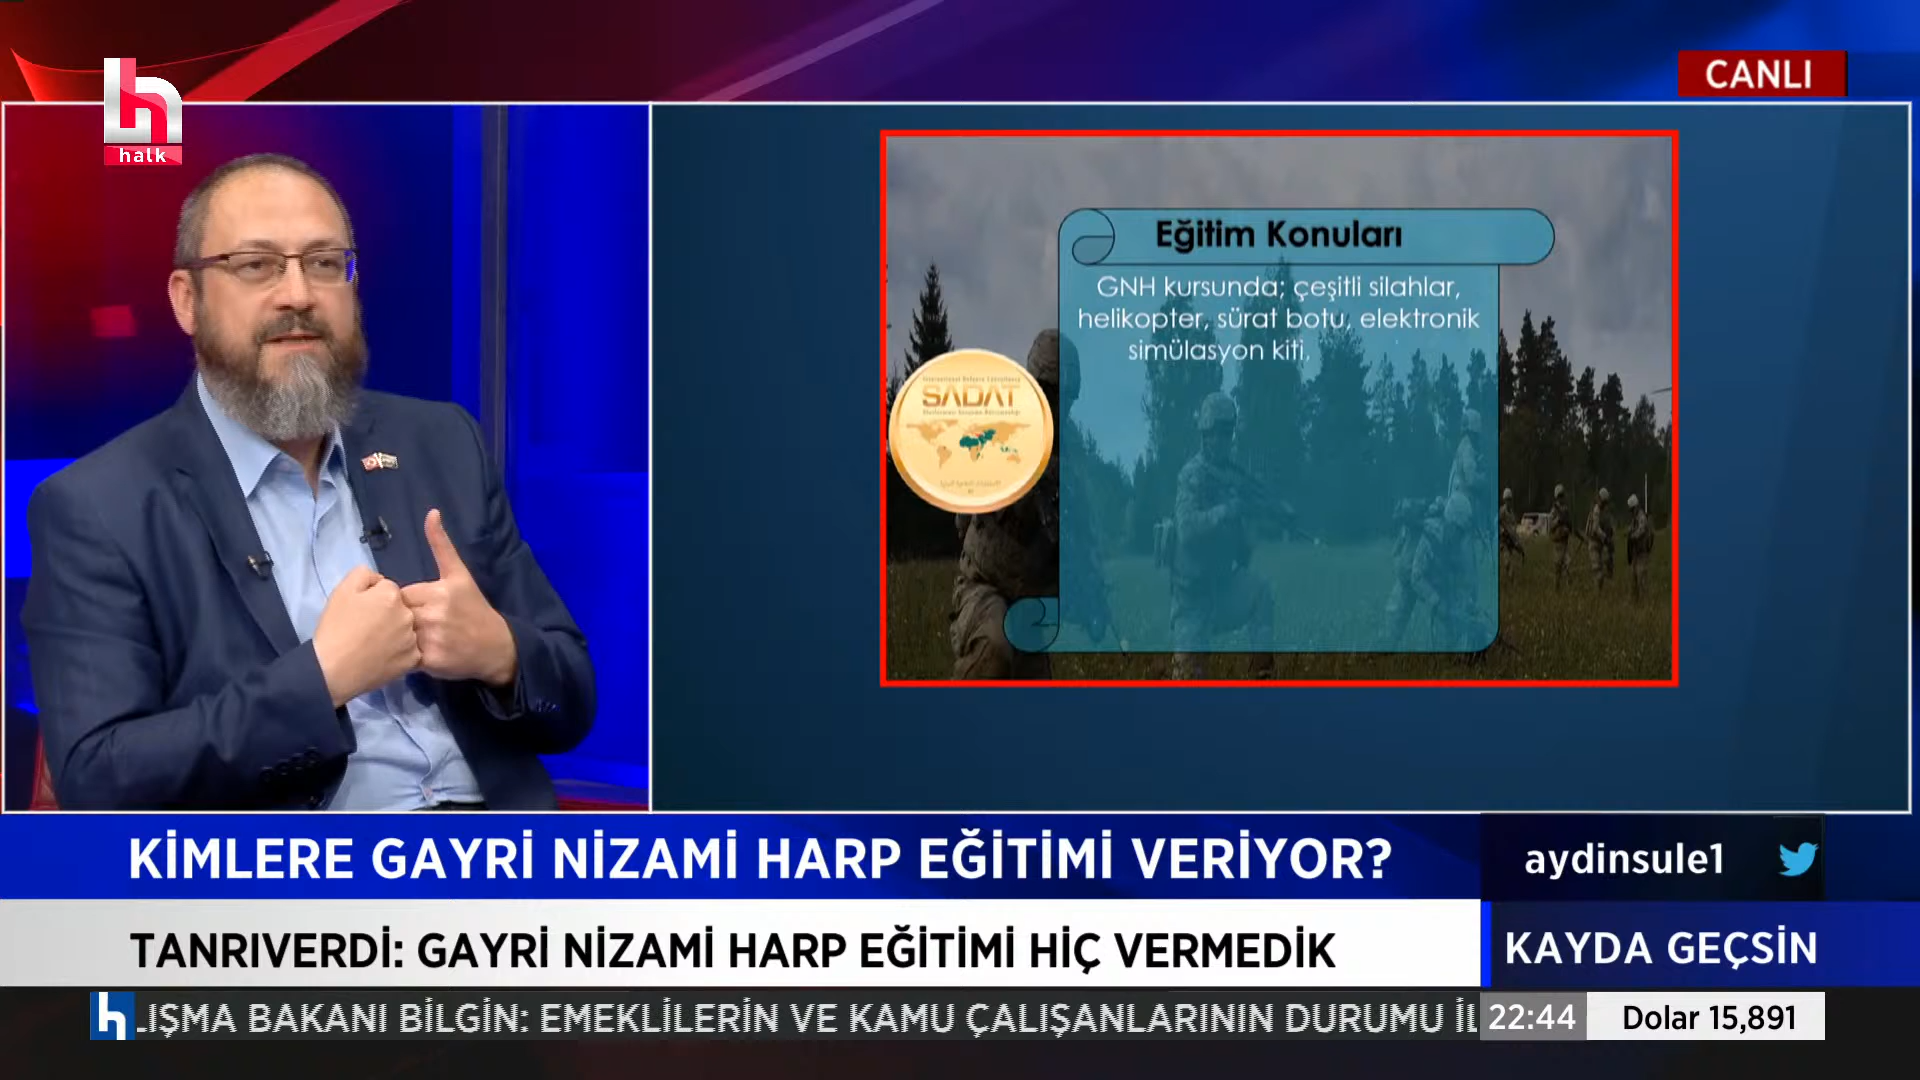 halk
CANLI
Eğitim Konuları
GNH kursunda; çeşitli silahlar,
helikopter, sürat botu, elektronik
simülasyon kiti.
SADAT
KİMLERE GAYRİ NİZAMİ HARP EĞİTİMİ VERİYOR?
aydinsule1
TANRIVERDİ: GAYRİ NİZAMİ HARP EĞİTİMİ HİÇ VERMEDİK
KAYDA GEÇSİN
LIŞMA BAKANI BİLGİN: EMEKLİLERİN VE KAMU ÇALIŞANLARININ DURUMU İL
22:44
Dolar 15,891